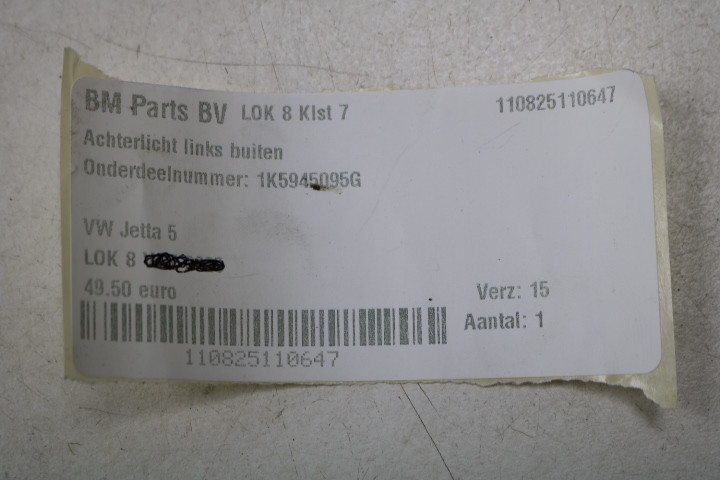 BM Parts BV LOK 8 Klst 7 110825110647
Achterlicht links buiten
Onderdeelnummer: 1K5945095G
VW Jetta 5
LOK 8
49.50 euro Verz: 15
Aantal: 1
110825110647